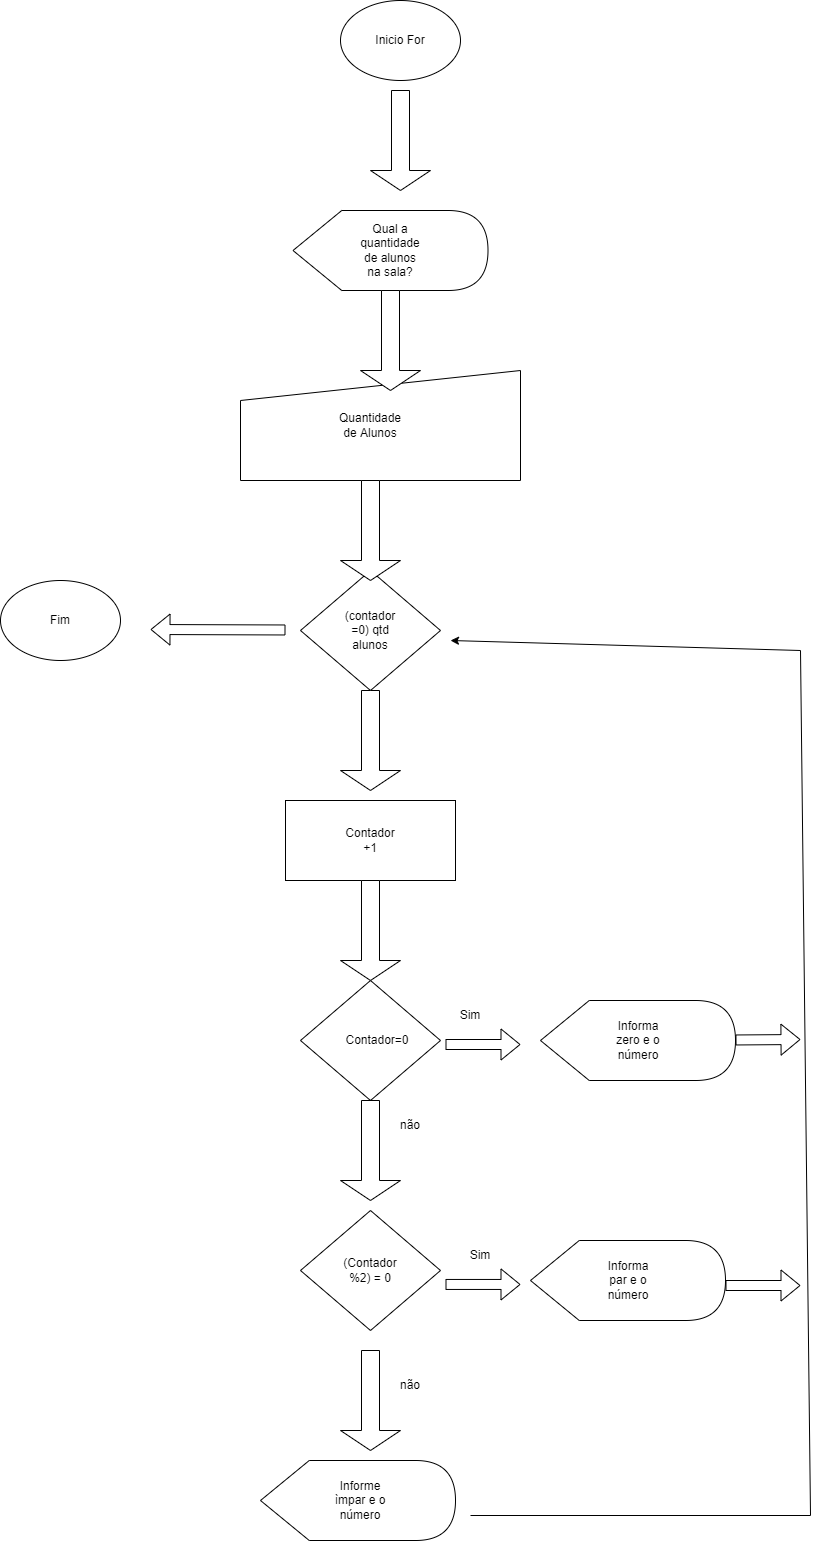 Inicio For
Qual a
quantidade
de alunos
na sala?
Quantidade
de Alunos
(contador
=0) qtd
alunos
Fim
Contador
+1
Contador=0
Sim
Informa
zero e o
número
não
(Contador
%2) = 0
Sim
Informa
par e o
número
não
Informe
ìmpar e o
número